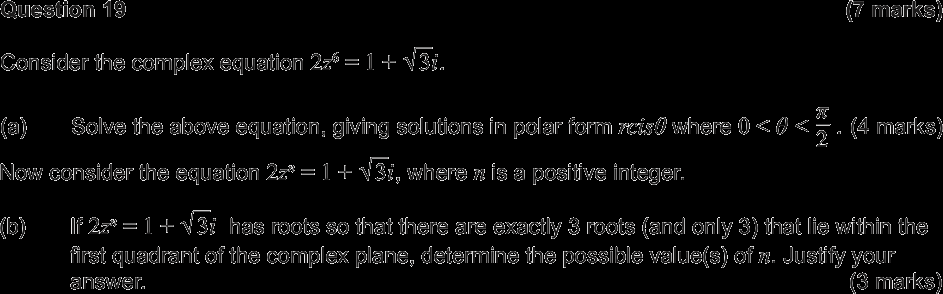 Question 19 (7 marks)
Consider the complex equation 2z⁶ = 1 + √3i.
(a) Solve the above equation, giving solutions in polar form rcisθ where 0 < θ < π/2 . (4 marks)
Now consider the equation 2zⁿ = 1 + √3i, where n is a positive integer.
(b) If 2zⁿ = 1 + √3i has roots so that there are exactly 3 roots (and only 3) that lie within the
first quadrant of the complex plane, determine the possible value(s) of n. Justify your
answer. (3 marks)